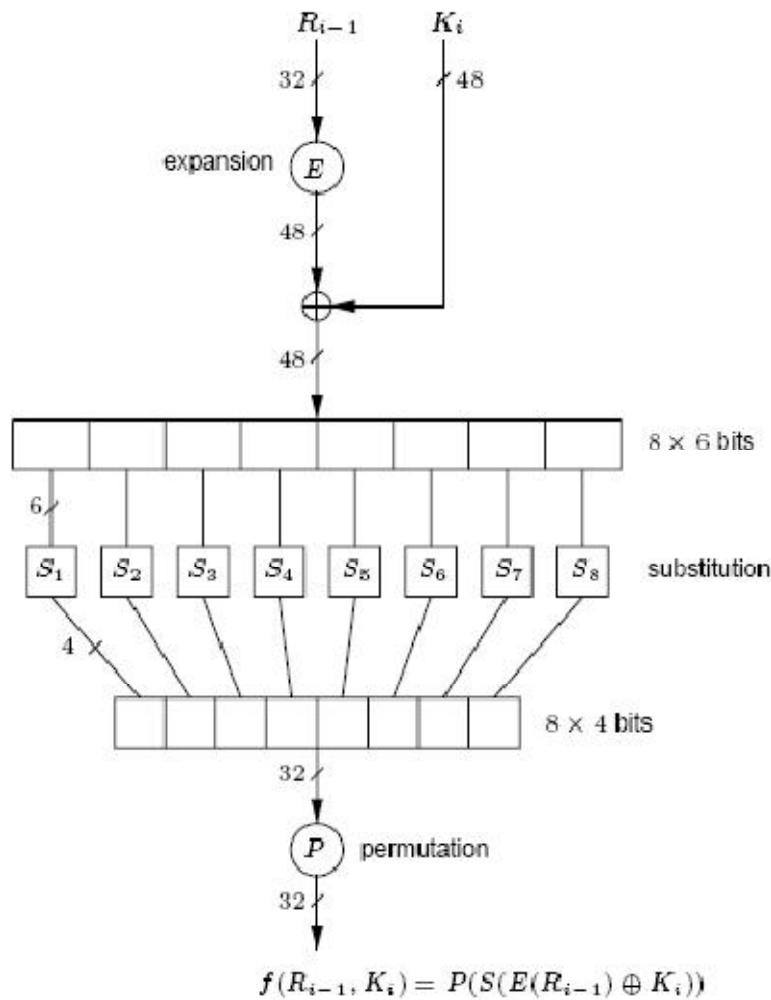 R_{i-1} K_i
32 48
expansion E
48
48
8 × 6 bits
6
S_1 S_2 S_3 S_4 S_5 S_6 S_7 S_8 substitution
4
8 × 4 bits
32
P permutation
32
f(R_{i-1}, K_i) = P(S(E(R_{i-1}) ⊕ K_i))